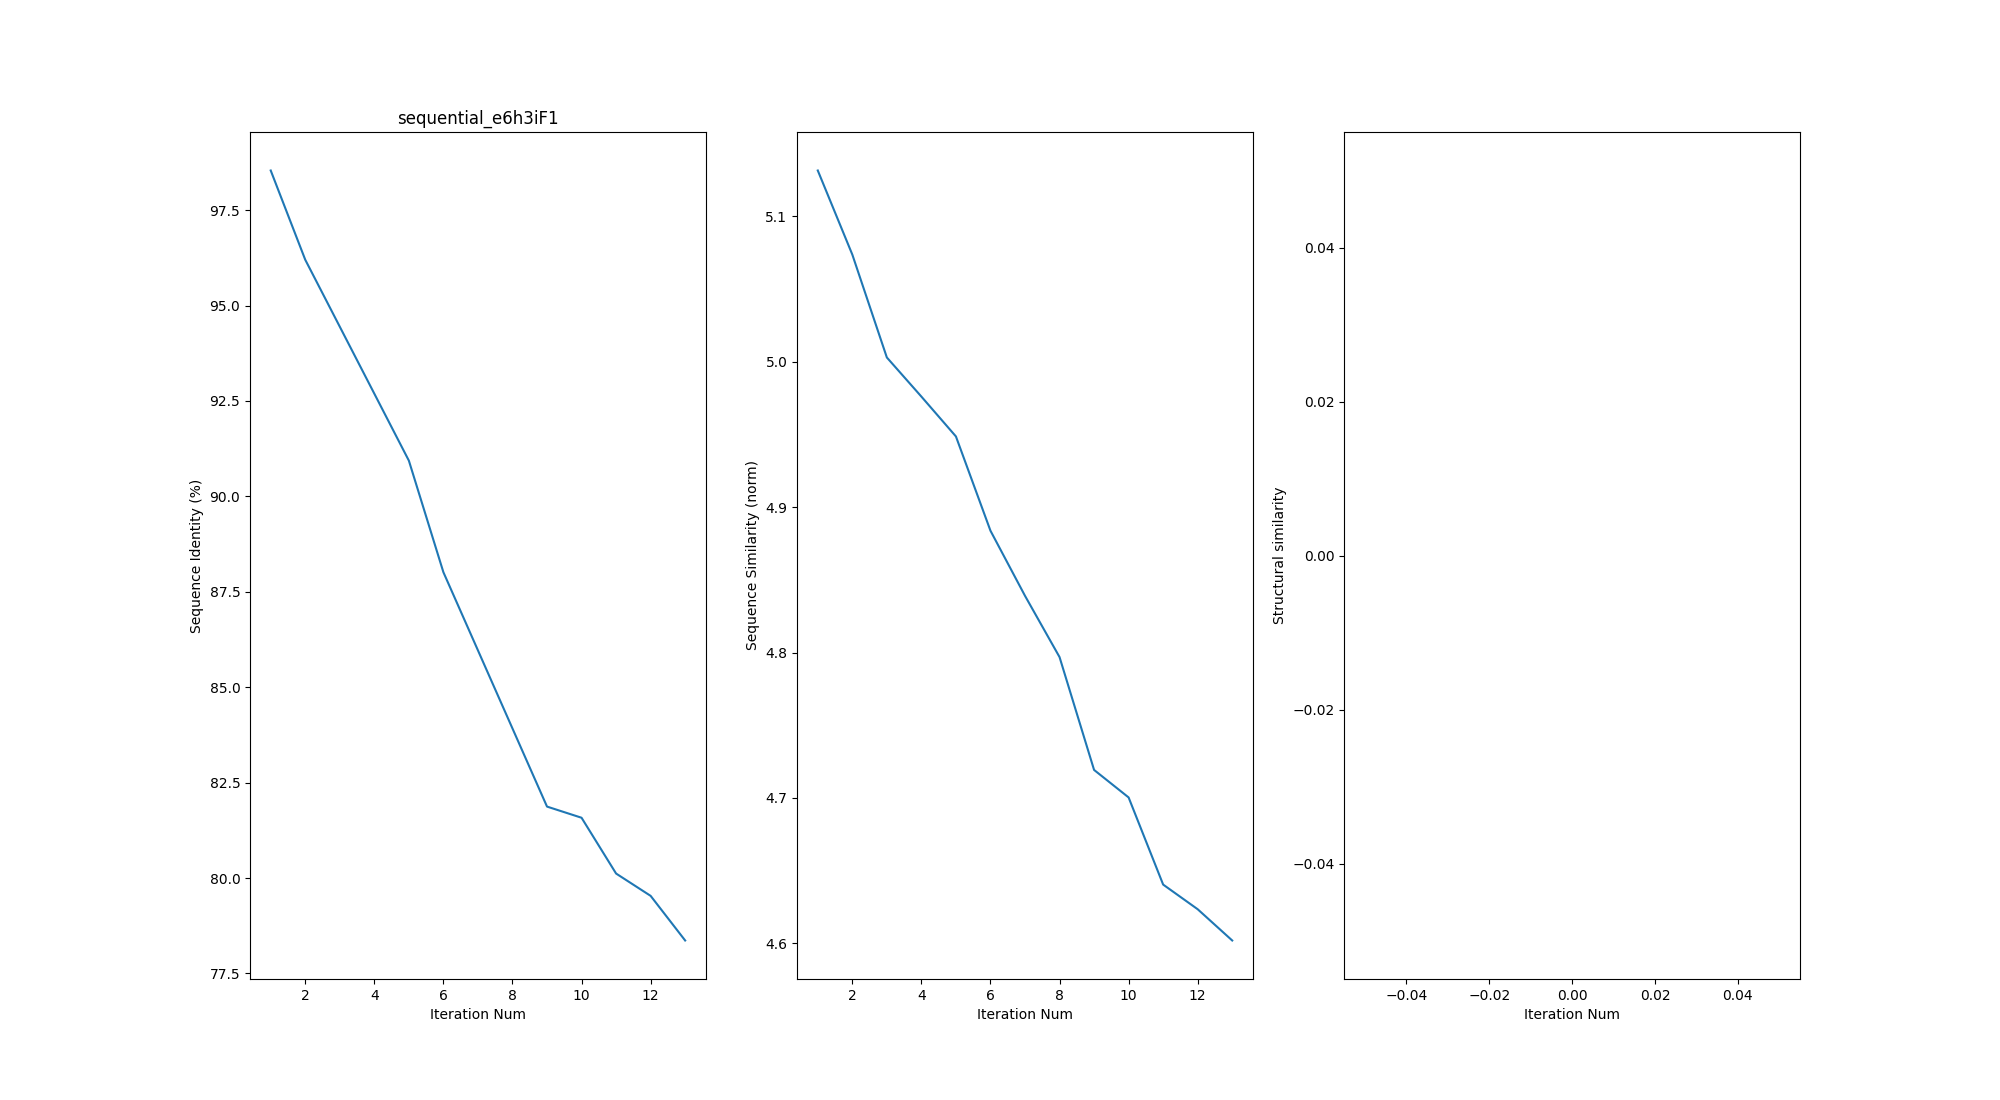 sequential_e6h3iF1
Sequence Identity (%)
97.5
95.0
92.5
90.0
87.5
85.0
82.5
80.0
77.5
2 4 6 8 10 12
Iteration Num
Sequence Similarity (norm)
5.1
5.0
4.9
4.8
4.7
4.6
2 4 6 8 10 12
Iteration Num
Structural similarity
0.04
0.02
0.00
−0.02
−0.04
−0.04 −0.02 0.00 0.02 0.04
Iteration Num